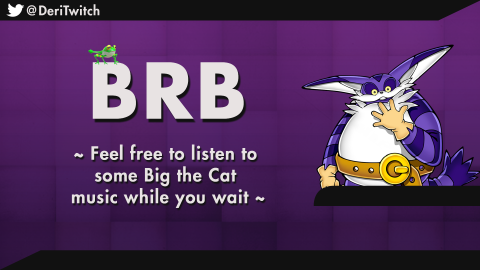 @DeriTwitch
BRB
~ Feel free to listen to
some Big the Cat
music while you wait ~